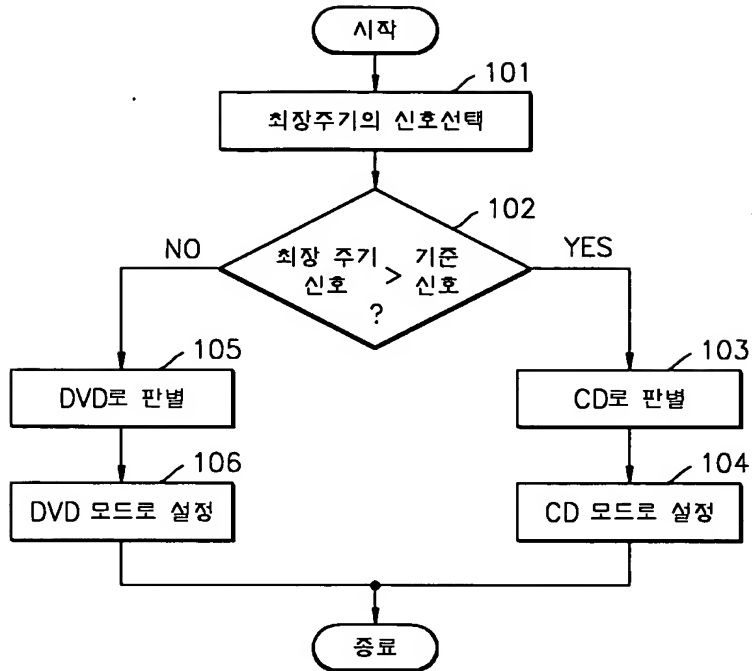 시작
101
최장주기의 신호선택
102
NO
최장 주기 > 기준
신호 신호
?
YES
105
DVD로 판별
103
CD로 판별
106
DVD 모드로 설정
104
CD 모드로 설정
종료